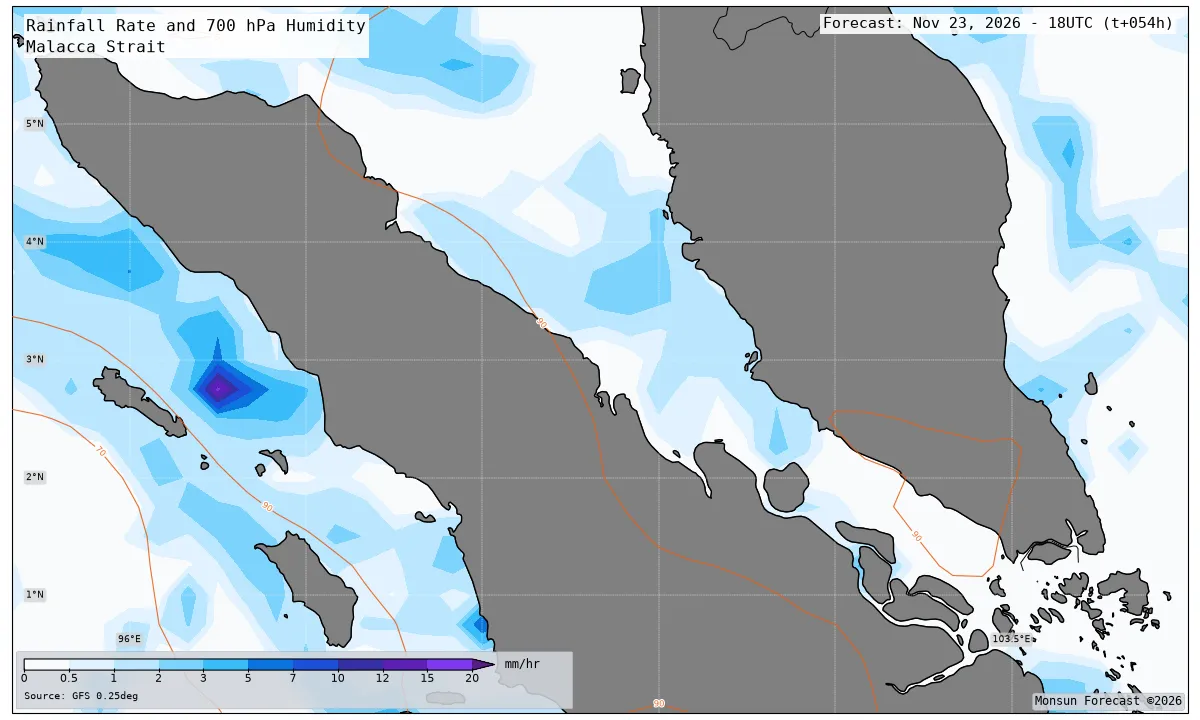 Rainfall Rate and 700 hPa Humidity
Malacca Strait
Forecast: Nov 23, 2026 - 18UTC (t+054h)
5°N
4°N
3°N
2°N
1°N
96°E
103.5°E
90
70
90
90
90
0 0.5 1 2 3 5 7 10 12 15 20
mm/hr
Source: GFS 0.25deg
Monsun Forecast ©2026